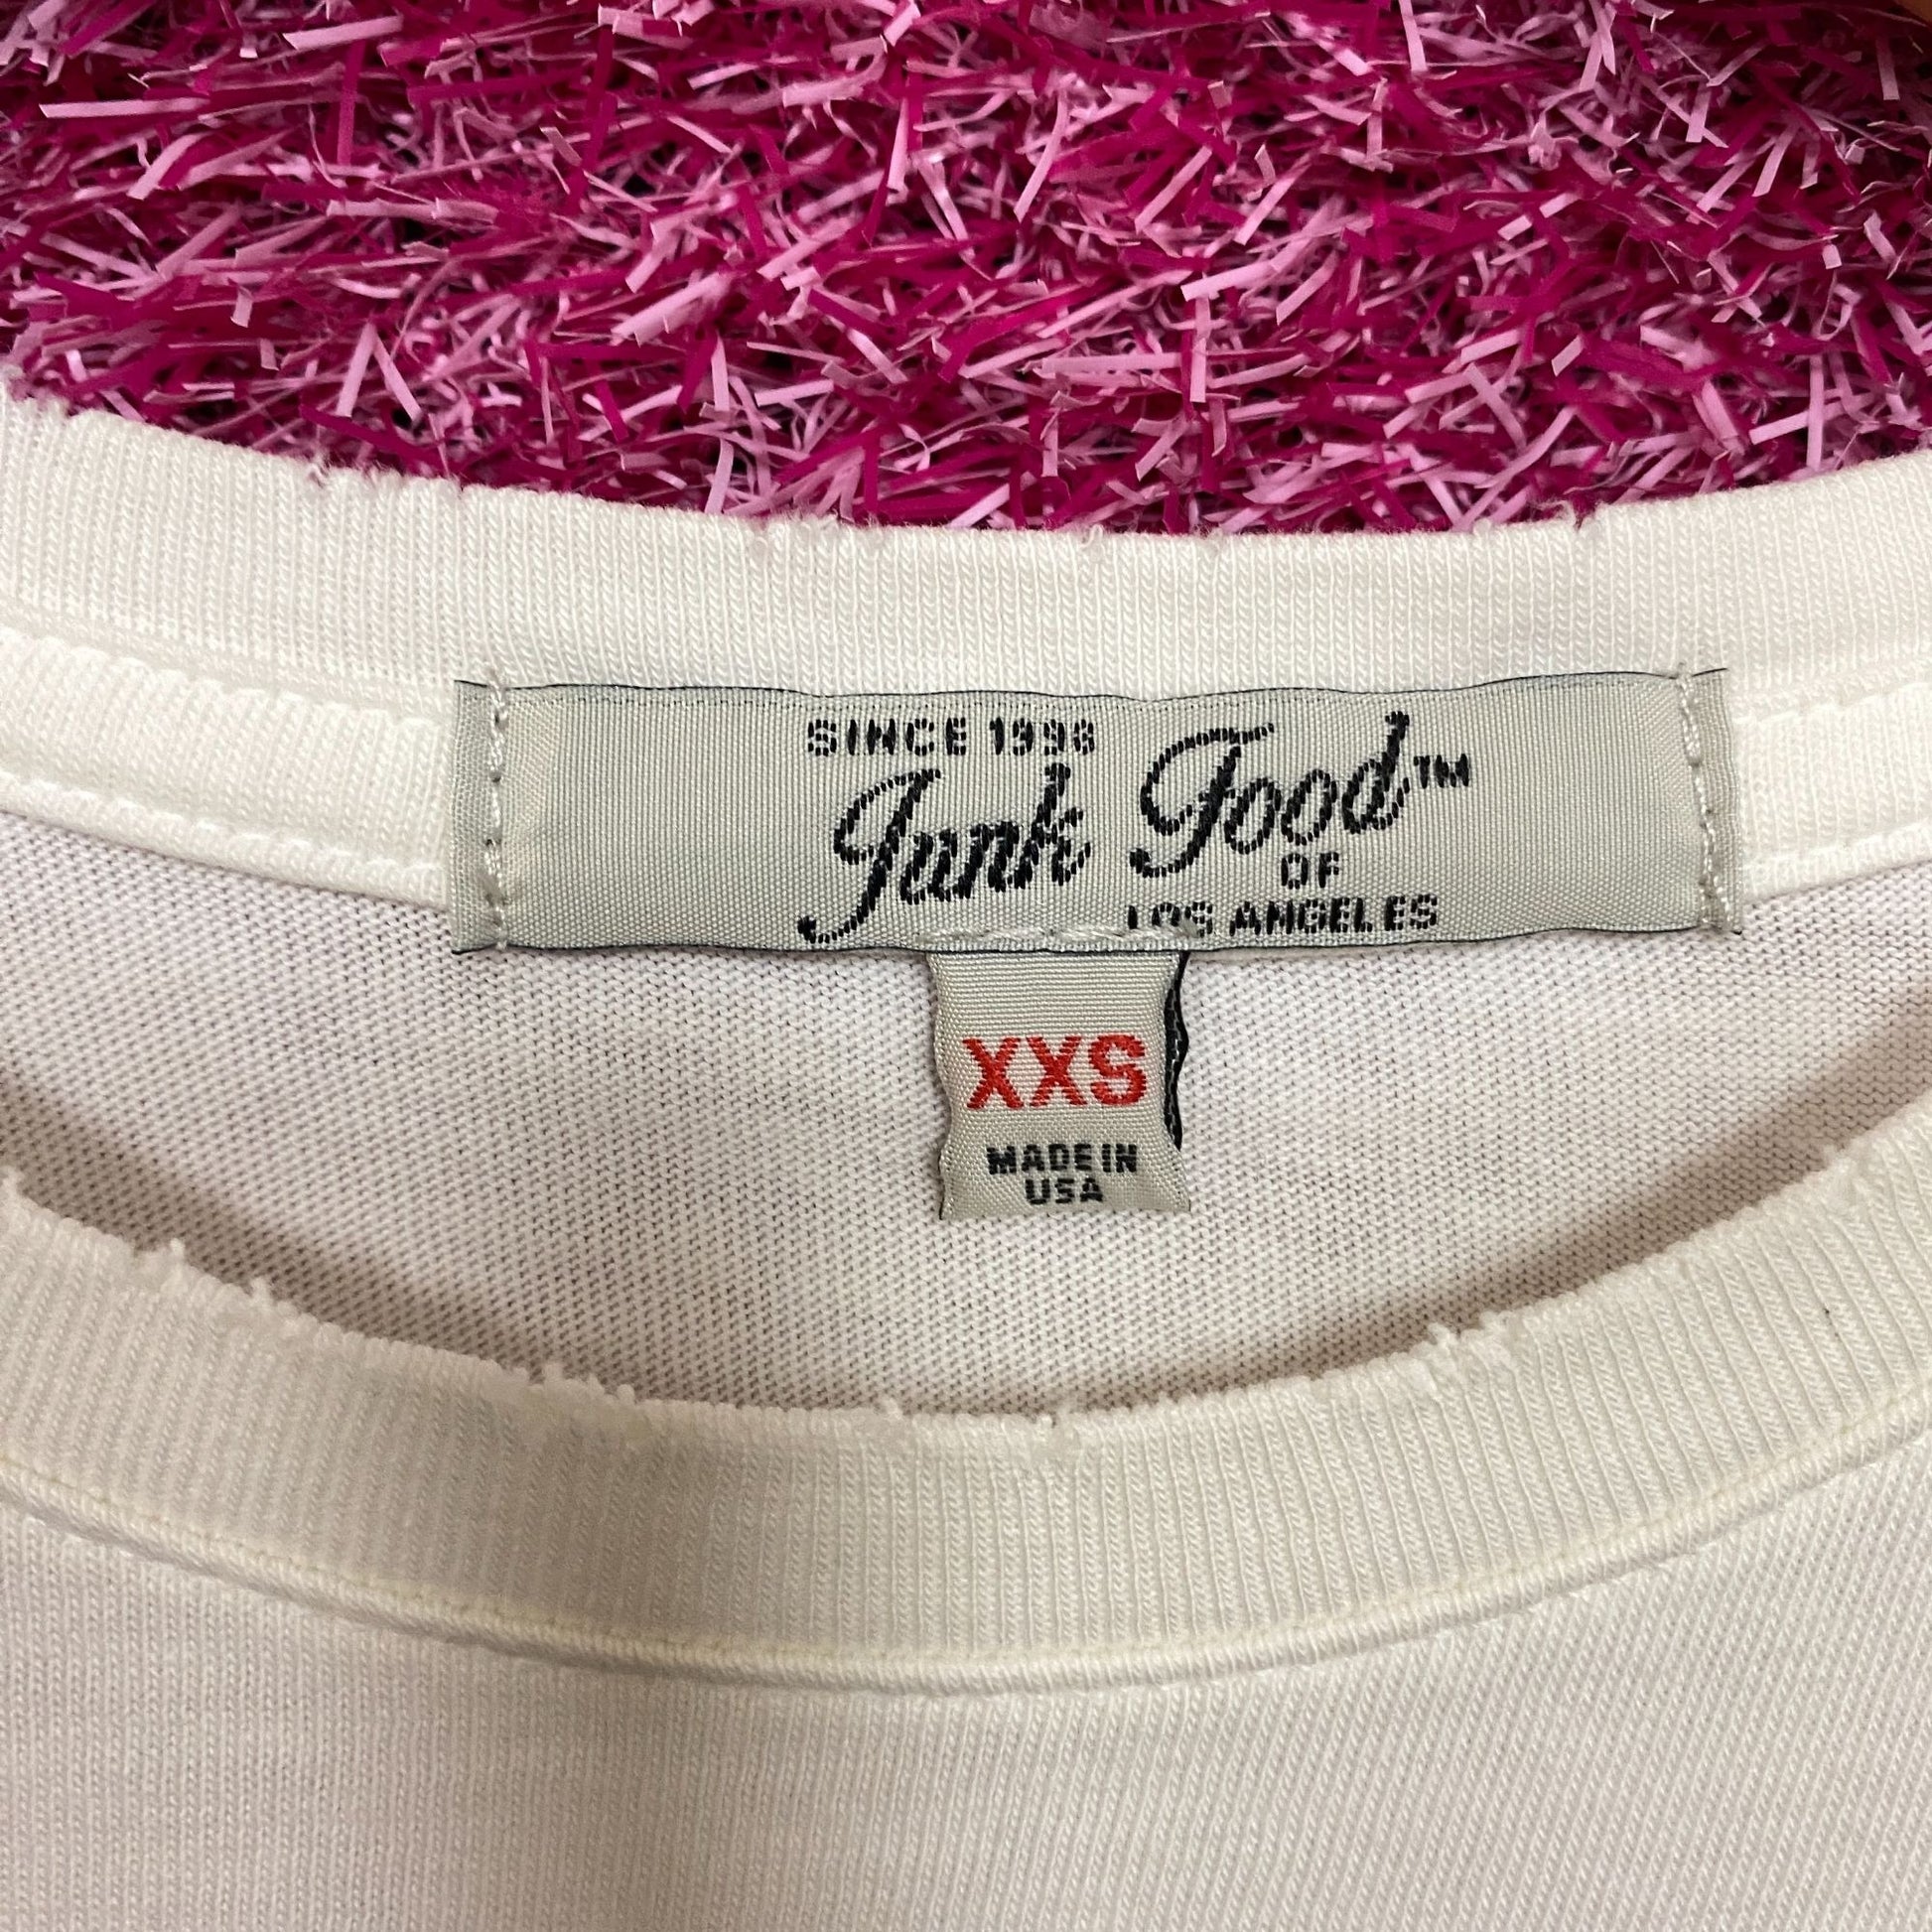 SINCE 1998
Junk Food™
OF
LOS ANGELES
XXS
MADE IN
USA